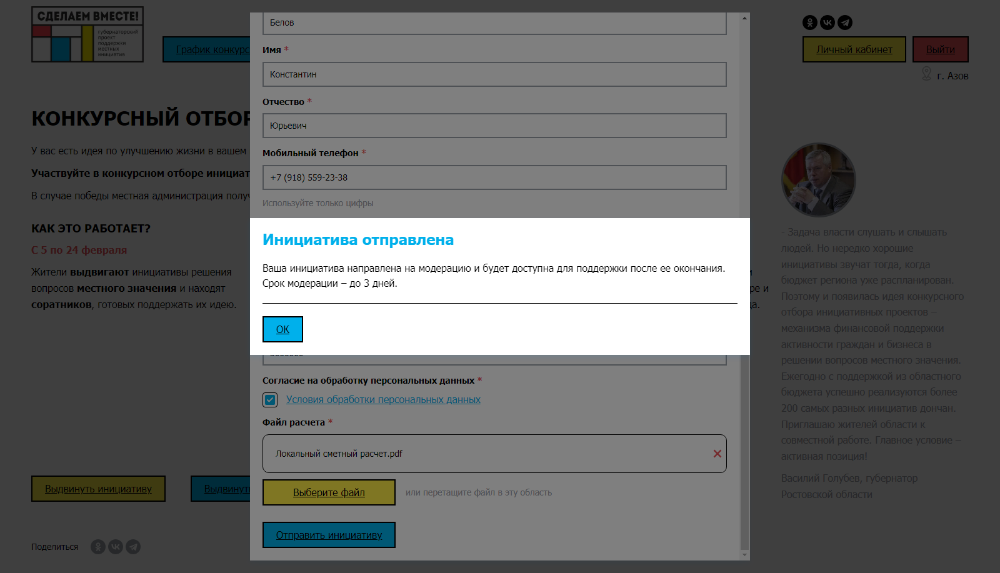 СДЕЛАЕМ ВМЕСТЕ!
губернаторский
проект
поддержки
местных
инициатив
График конкурс
Личный кабинет
Выйти
г. Азов
КОНКУРСНЫЙ ОТБОР
У вас есть идея по улучшению жизни в вашем
Участвуйте в конкурсном отборе инициат
В случае победы местная администрация получ
КАК ЭТО РАБОТАЕТ?
С 5 по 24 февраля
Жители выдвигают инициативы решения
вопросов местного значения и находят
соратников, готовых поддержать их идею.
Выдвинуть инициативу
Выдвинут
Поделиться
Белов
Имя *
Константин
Отчество *
Юрьевич
Мобильный телефон *
+7 (918) 559-23-38
Используйте только цифры
Инициатива отправлена
Ваша инициатива направлена на модерацию и будет доступна для поддержки после ее окончания.
Срок модерации – до 3 дней.
OK
Согласие на обработку персональных данных *
Условия обработки персональных данных
Файл расчета *
Локальный сметный расчет.pdf
Выберите файл
или перетащите файл в эту область
Отправить инициативу
и
ре и
да.
- Задача власти слушать и слышать
людей. Но нередко хорошие
инициативы звучат тогда, когда
бюджет региона уже распланирован.
Поэтому и появилась идея конкурсного
отбора инициативных проектов –
механизма финансовой поддержки
активности граждан и бизнеса в
решении вопросов местного значения.
Ежегодно с поддержкой из областного
бюджета успешно реализуются более
200 самых разных инициатив дончан.
Приглашаю жителей области к
совместной работе. Главное условие –
активная позиция!
Василий Голубев, губернатор
Ростовской области